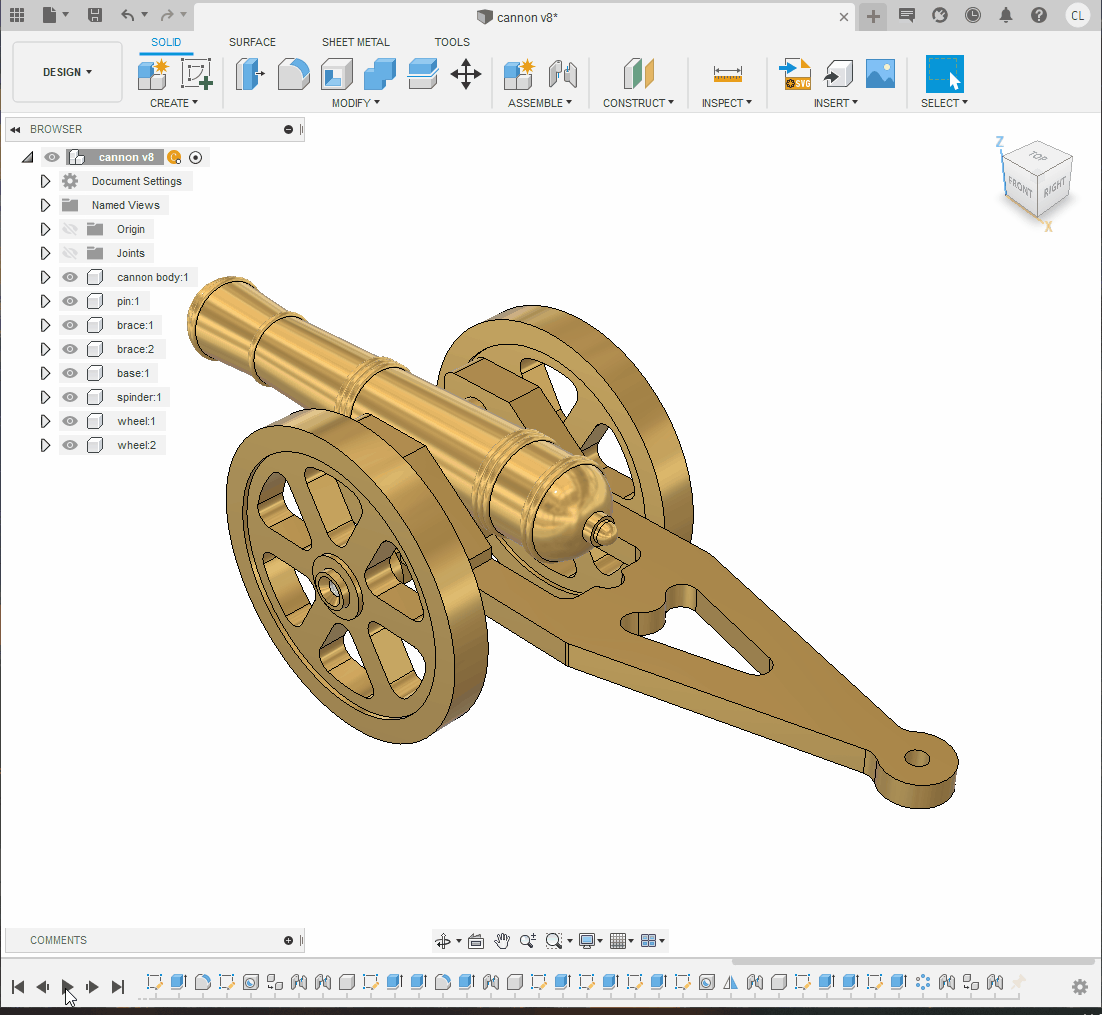 cannon v8*
CL
SOLID SURFACE SHEET METAL TOOLS
DESIGN
SVG
CREATE MODIFY ASSEMBLE CONSTRUCT INSPECT INSERT SELECT
BROWSER
cannon v8
Document Settings
Named Views
Origin
Joints
cannon body:1
pin:1
brace:1
brace:2
base:1
spinder:1
wheel:1
wheel:2
Z
TOP
FRONT RIGHT
X
COMMENTS